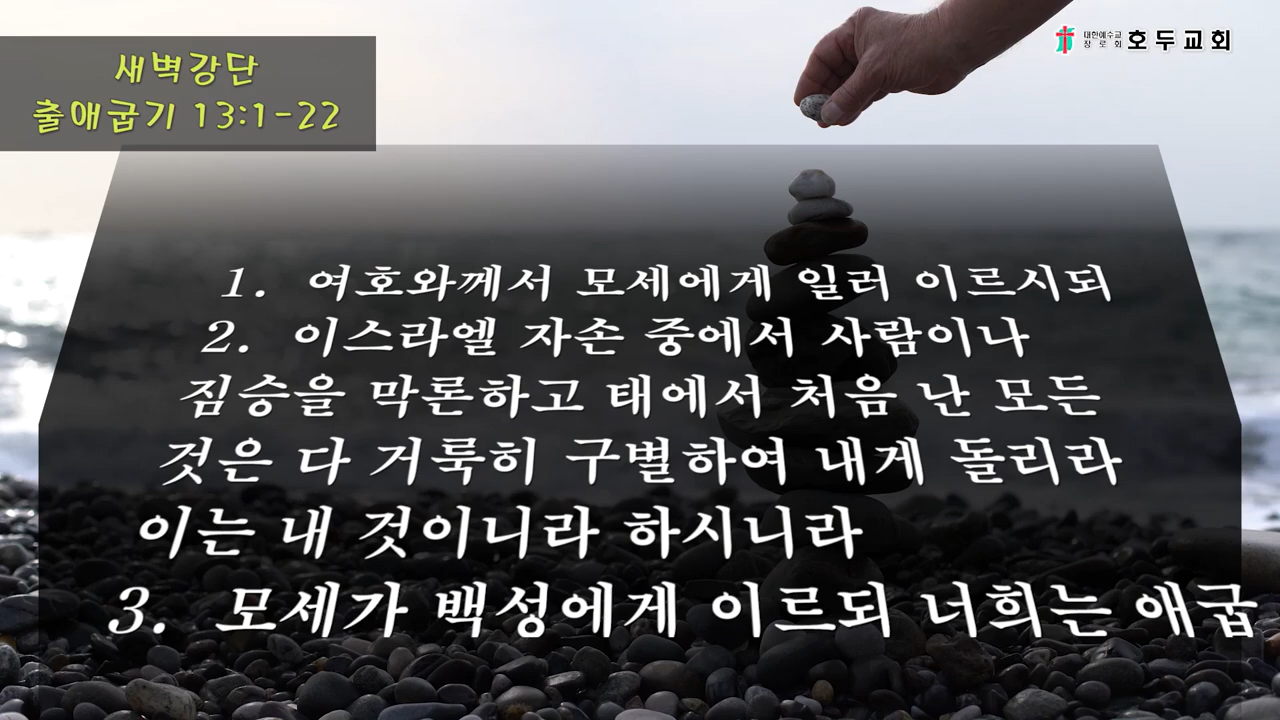 새벽강단
출애굽기 13:1-22
대한예수교
장로회
호두교회
1. 여호와께서 모세에게 일러 이르시되
2. 이스라엘 자손 중에서 사람이나
짐승을 막론하고 태에서 처음 난 모든
것은 다 거룩히 구별하여 내게 돌리라
이는 내 것이니라 하시니라
3. 모세가 백성에게 이르되 너희는 애굽